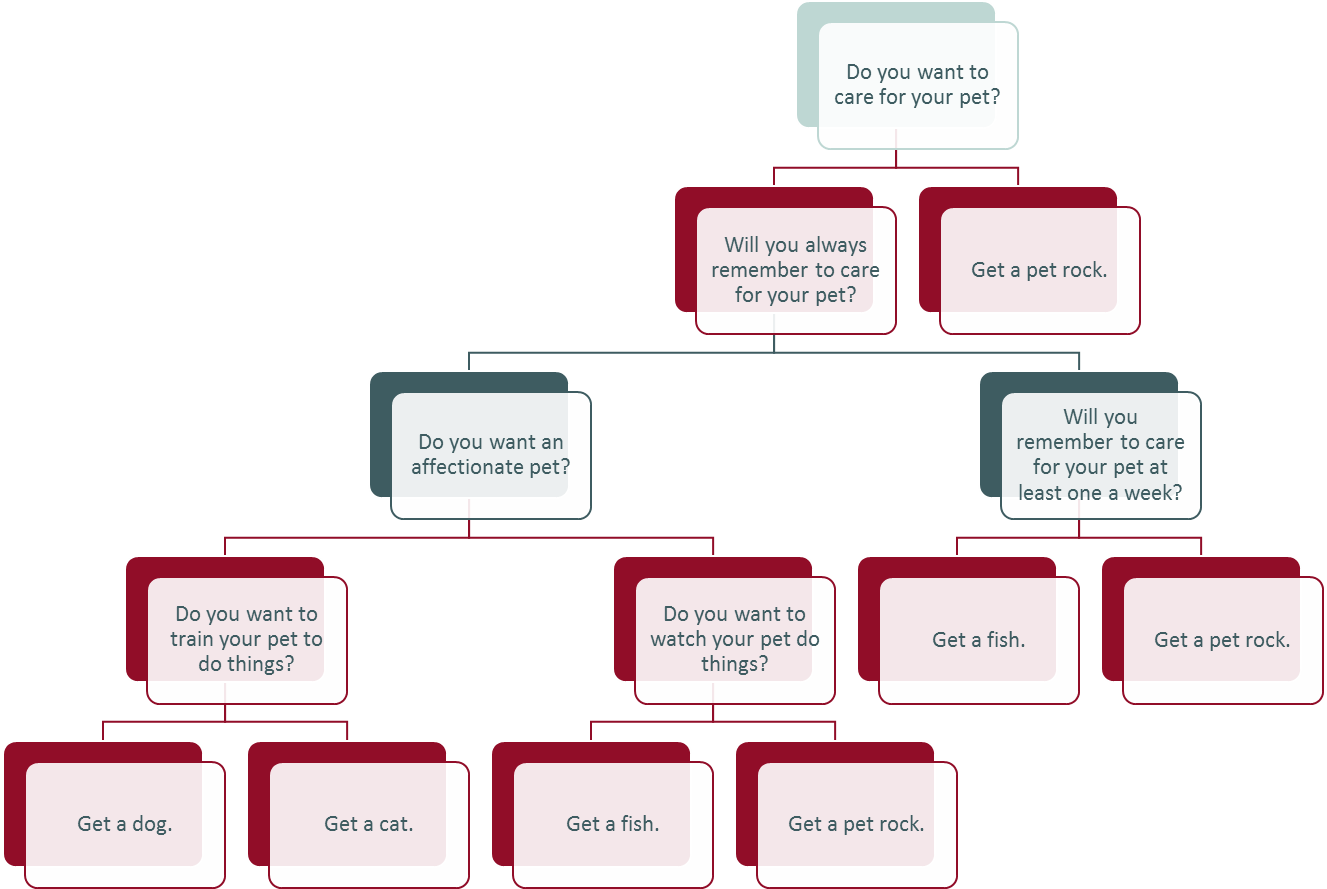 Do you want to
care for your pet?
Will you always
remember to care
for your pet?
Get a pet rock.
Do you want an
affectionate pet?
Will you
remember to care
for your pet at
least one a week?
Do you want to
train your pet to
do things?
Do you want to
watch your pet do
things?
Get a fish.
Get a pet rock.
Get a dog.
Get a cat.
Get a fish.
Get a pet rock.